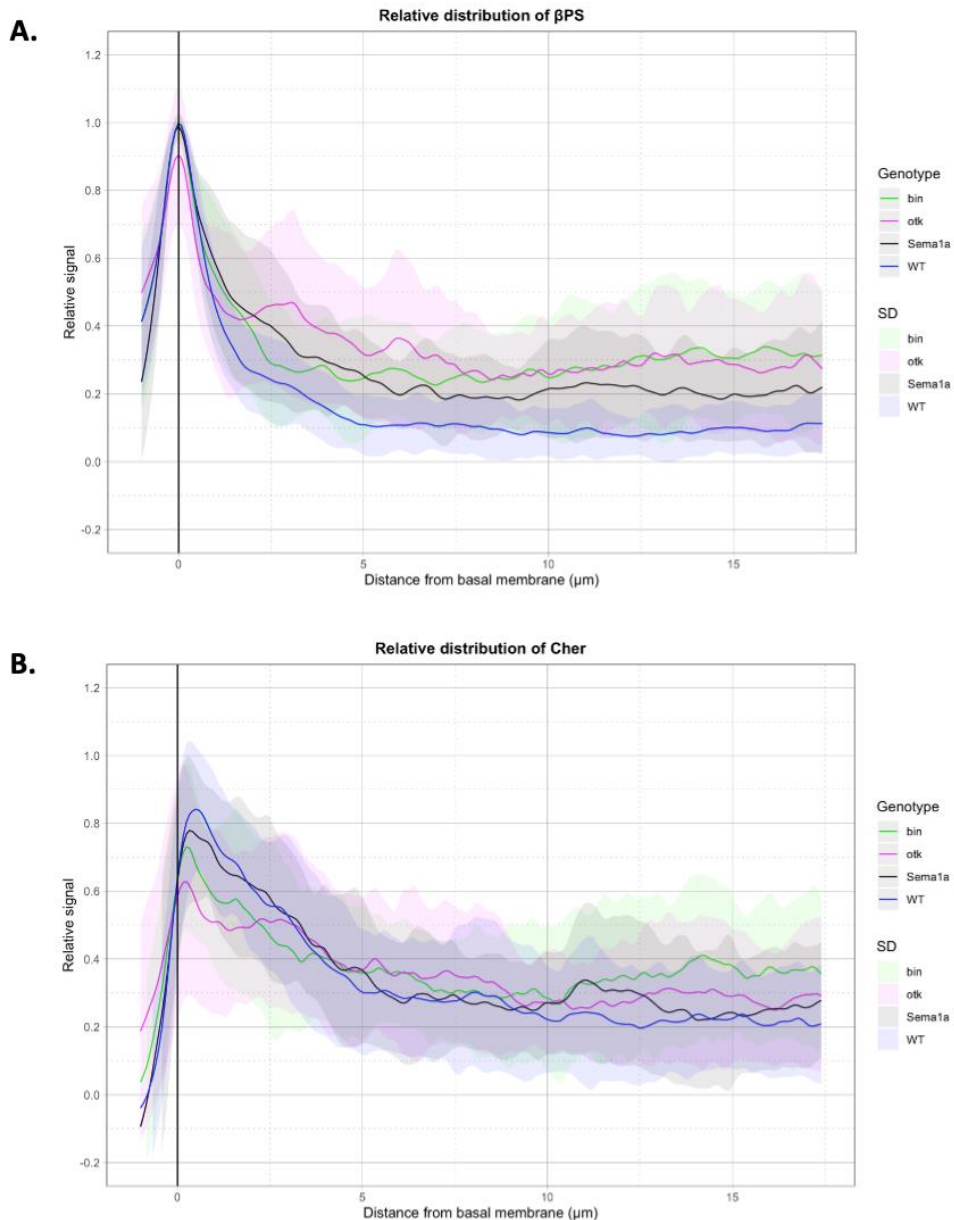 A.
Relative distribution of βPS
1.2
1.0
0.8
0.6
0.4
0.2
0.0
-0.2
Relative signal
0 5 10 15
Distance from basal membrane (µm)
Genotype
bin
otk
Sema1a
WT
SD
bin
otk
Sema1a
WT
B.
Relative distribution of Cher
1.2
1.0
0.8
0.6
0.4
0.2
0.0
-0.2
Relative signal
0 5 10 15
Distance from basal membrane (µm)
Genotype
bin
otk
Sema1a
WT
SD
bin
otk
Sema1a
WT